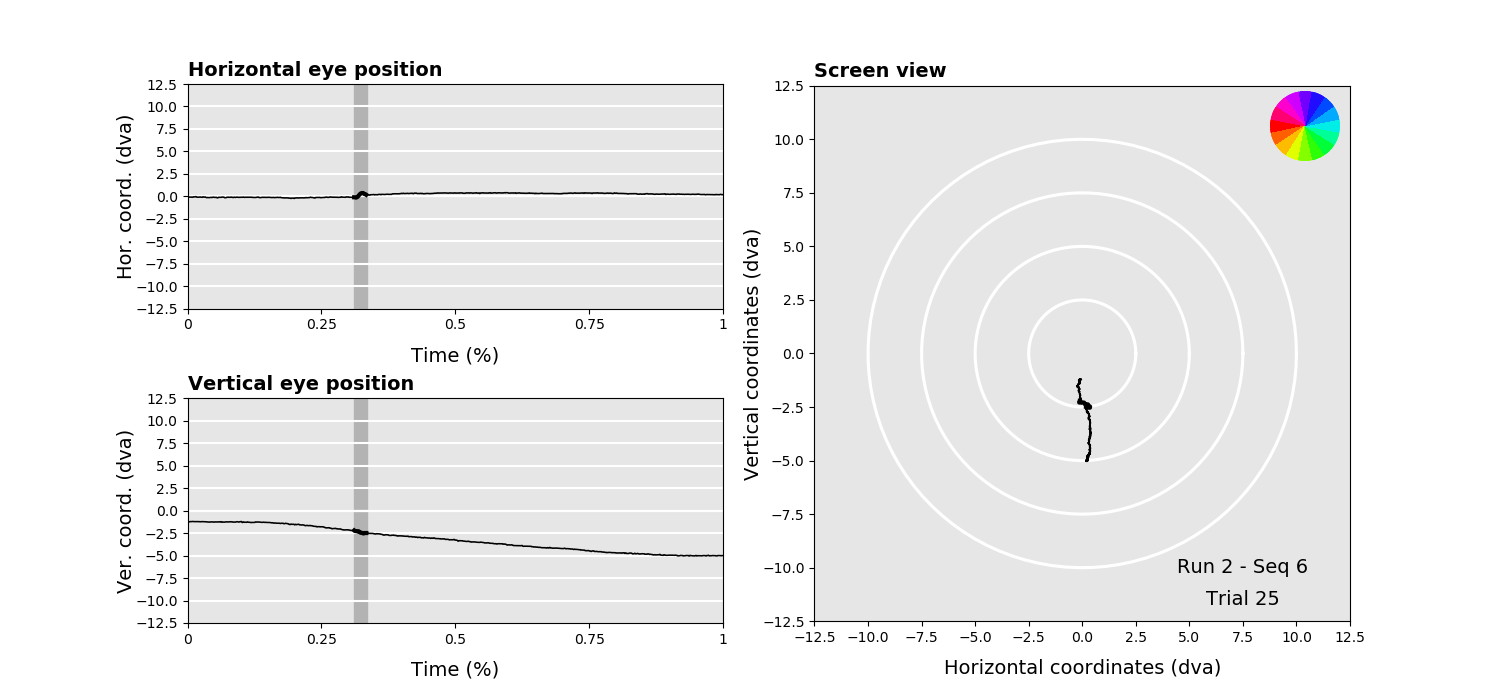 Horizontal eye position
Hor. coord. (dva)
12.5
10.0
7.5
5.0
2.5
0.0
−2.5
−5.0
−7.5
−10.0
−12.5
0 0.25 0.5 0.75 1
Time (%)
Vertical eye position
Ver. coord. (dva)
12.5
10.0
7.5
5.0
2.5
0.0
−2.5
−5.0
−7.5
−10.0
−12.5
0 0.25 0.5 0.75 1
Time (%)
Screen view
Vertical coordinates (dva)
12.5
10.0
7.5
5.0
2.5
0.0
−2.5
−5.0
−7.5
−10.0
−12.5
Run 2 - Seq 6
Trial 25
−12.5 −10.0 −7.5 −5.0 −2.5 0.0 2.5 5.0 7.5 10.0 12.5
Horizontal coordinates (dva)